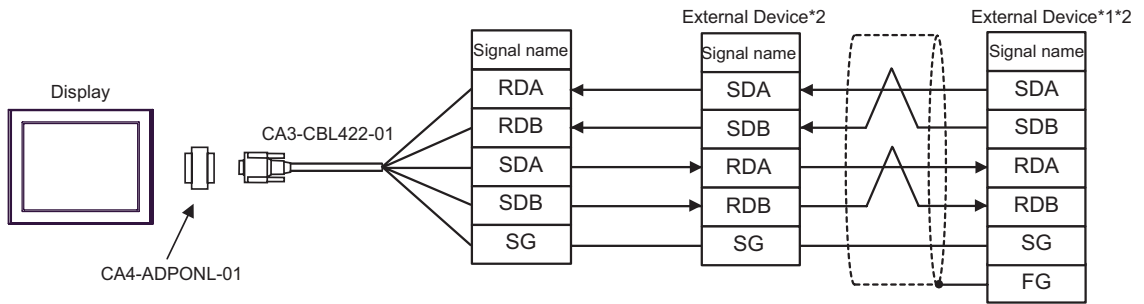 External Device*2
External Device*1*2
Signal name
Signal name
Signal name
Display
CA3-CBL422-01
CA4-ADPONL-01
RDA
SDA
SDA
RDB
SDB
SDB
SDA
RDA
RDA
SDB
RDB
RDB
SG
SG
SG
FG